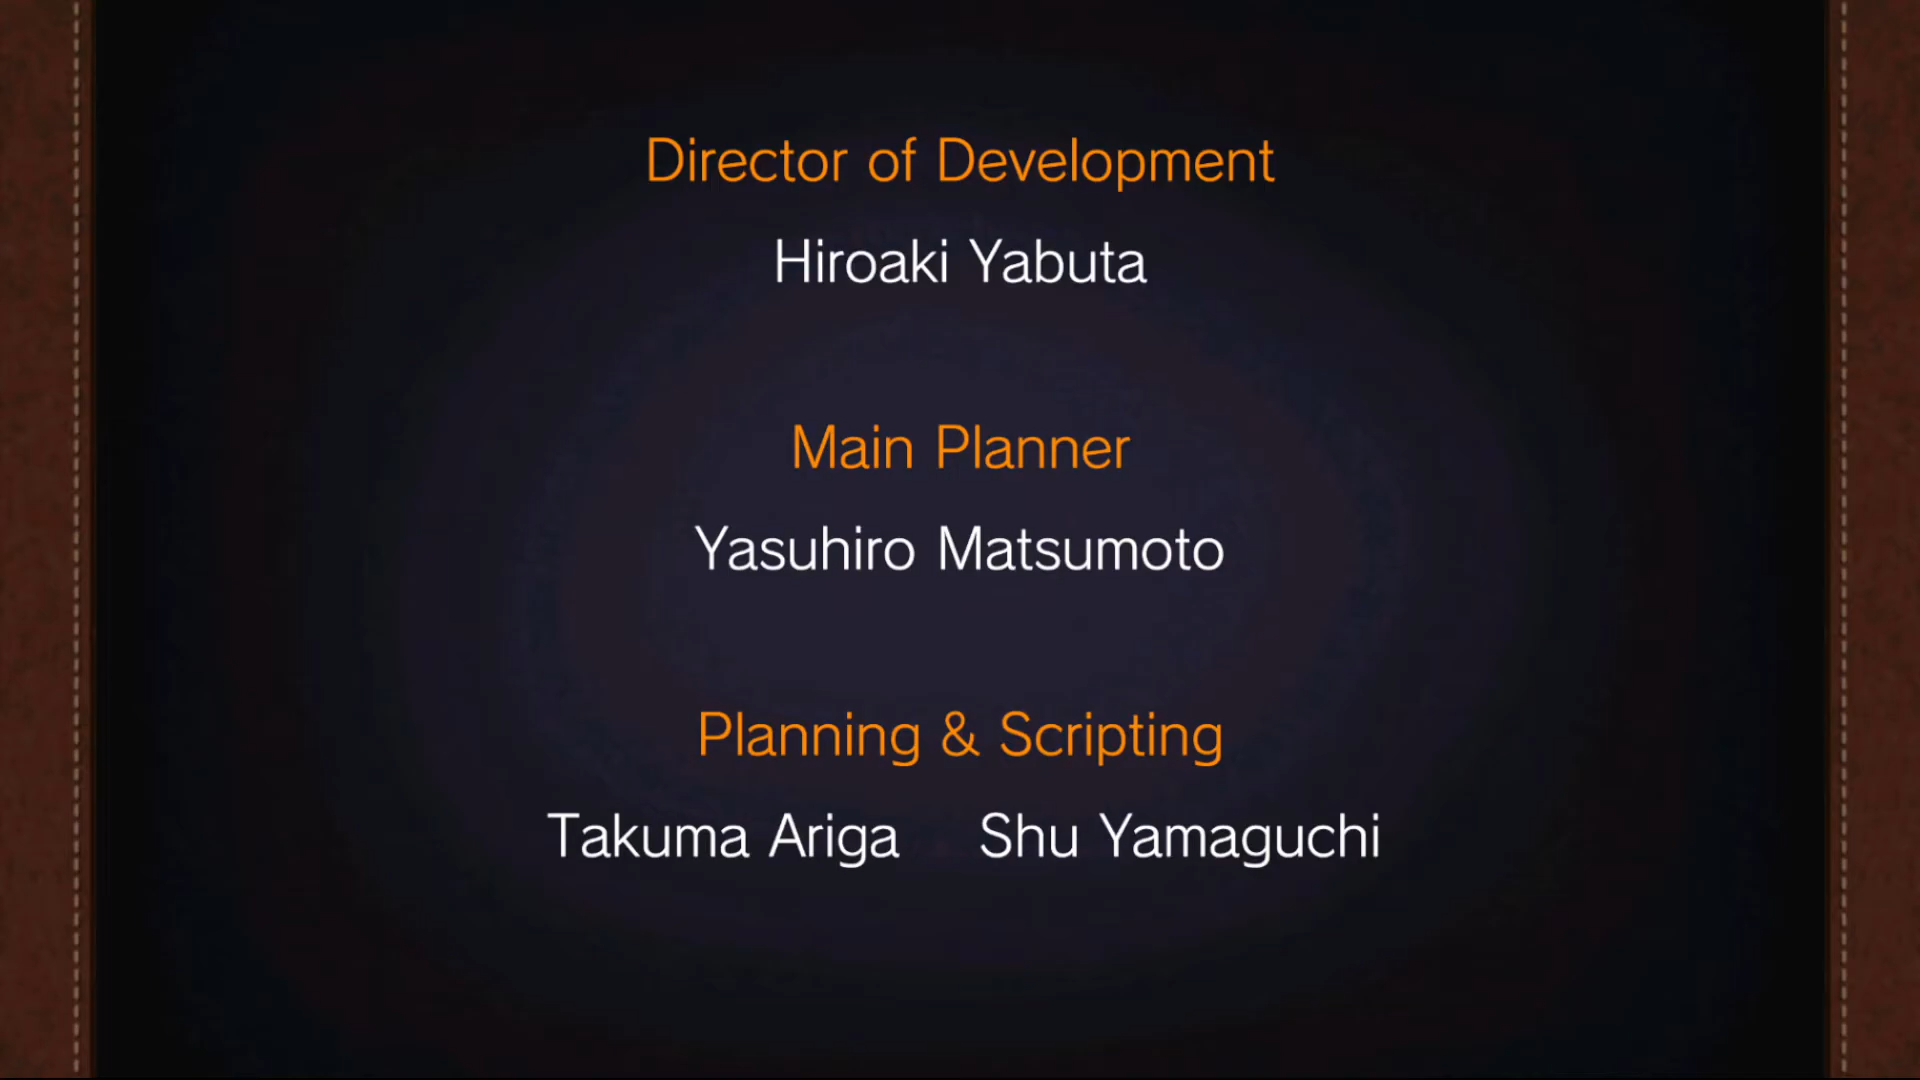 Director of Development
Hiroaki Yabuta
Main Planner
Yasuhiro Matsumoto
Planning & Scripting
Takuma Ariga Shu Yamaguchi